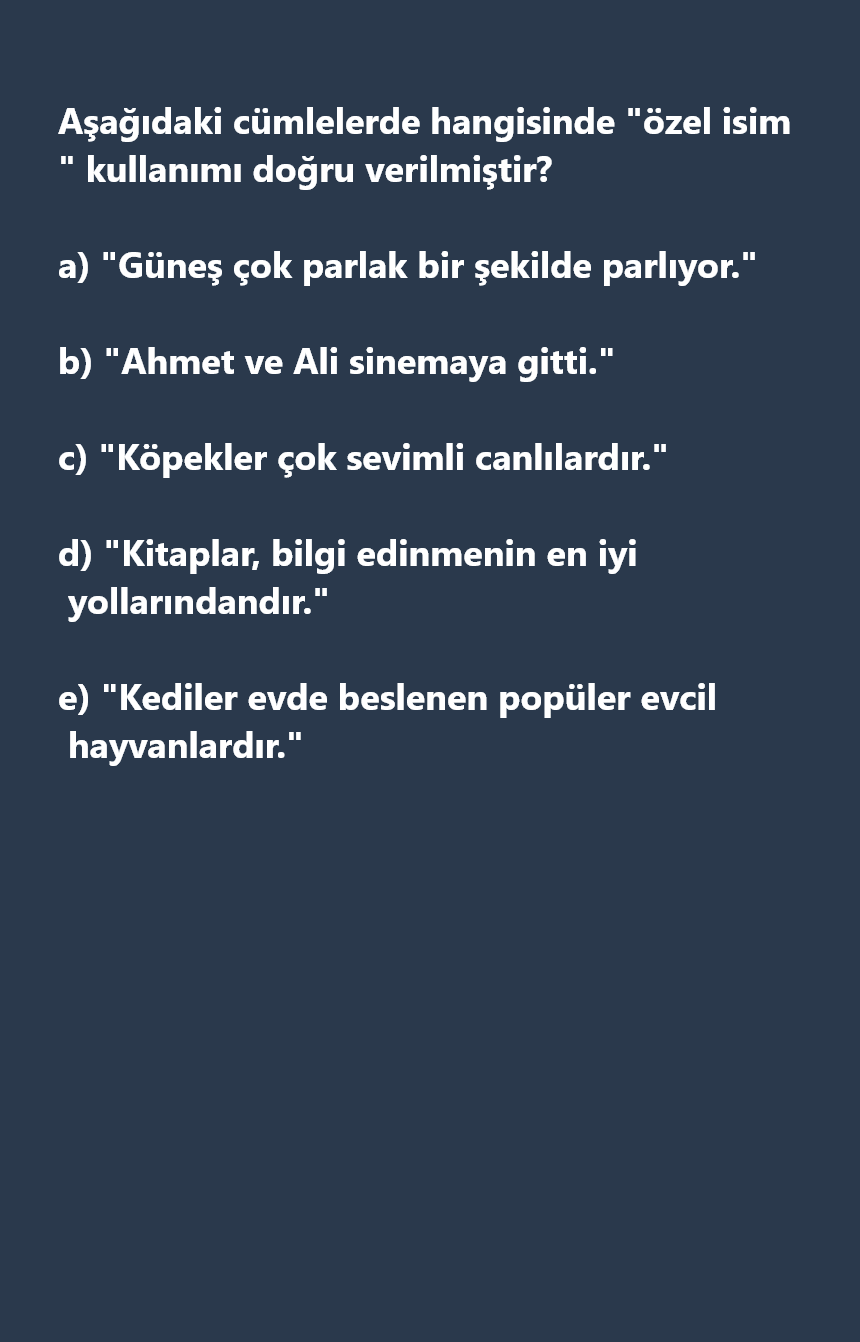 Aşağıdaki cümlelerde hangisinde "özel isim
" kullanımı doğru verilmiştir?
a) "Güneş çok parlak bir şekilde parlıyor."
b) "Ahmet ve Ali sinemaya gitti."
c) "Köpekler çok sevimli canlılardır."
d) "Kitaplar, bilgi edinmenin en iyi
yollarındandır."
e) "Kediler evde beslenen popüler evcil
hayvanlardır."